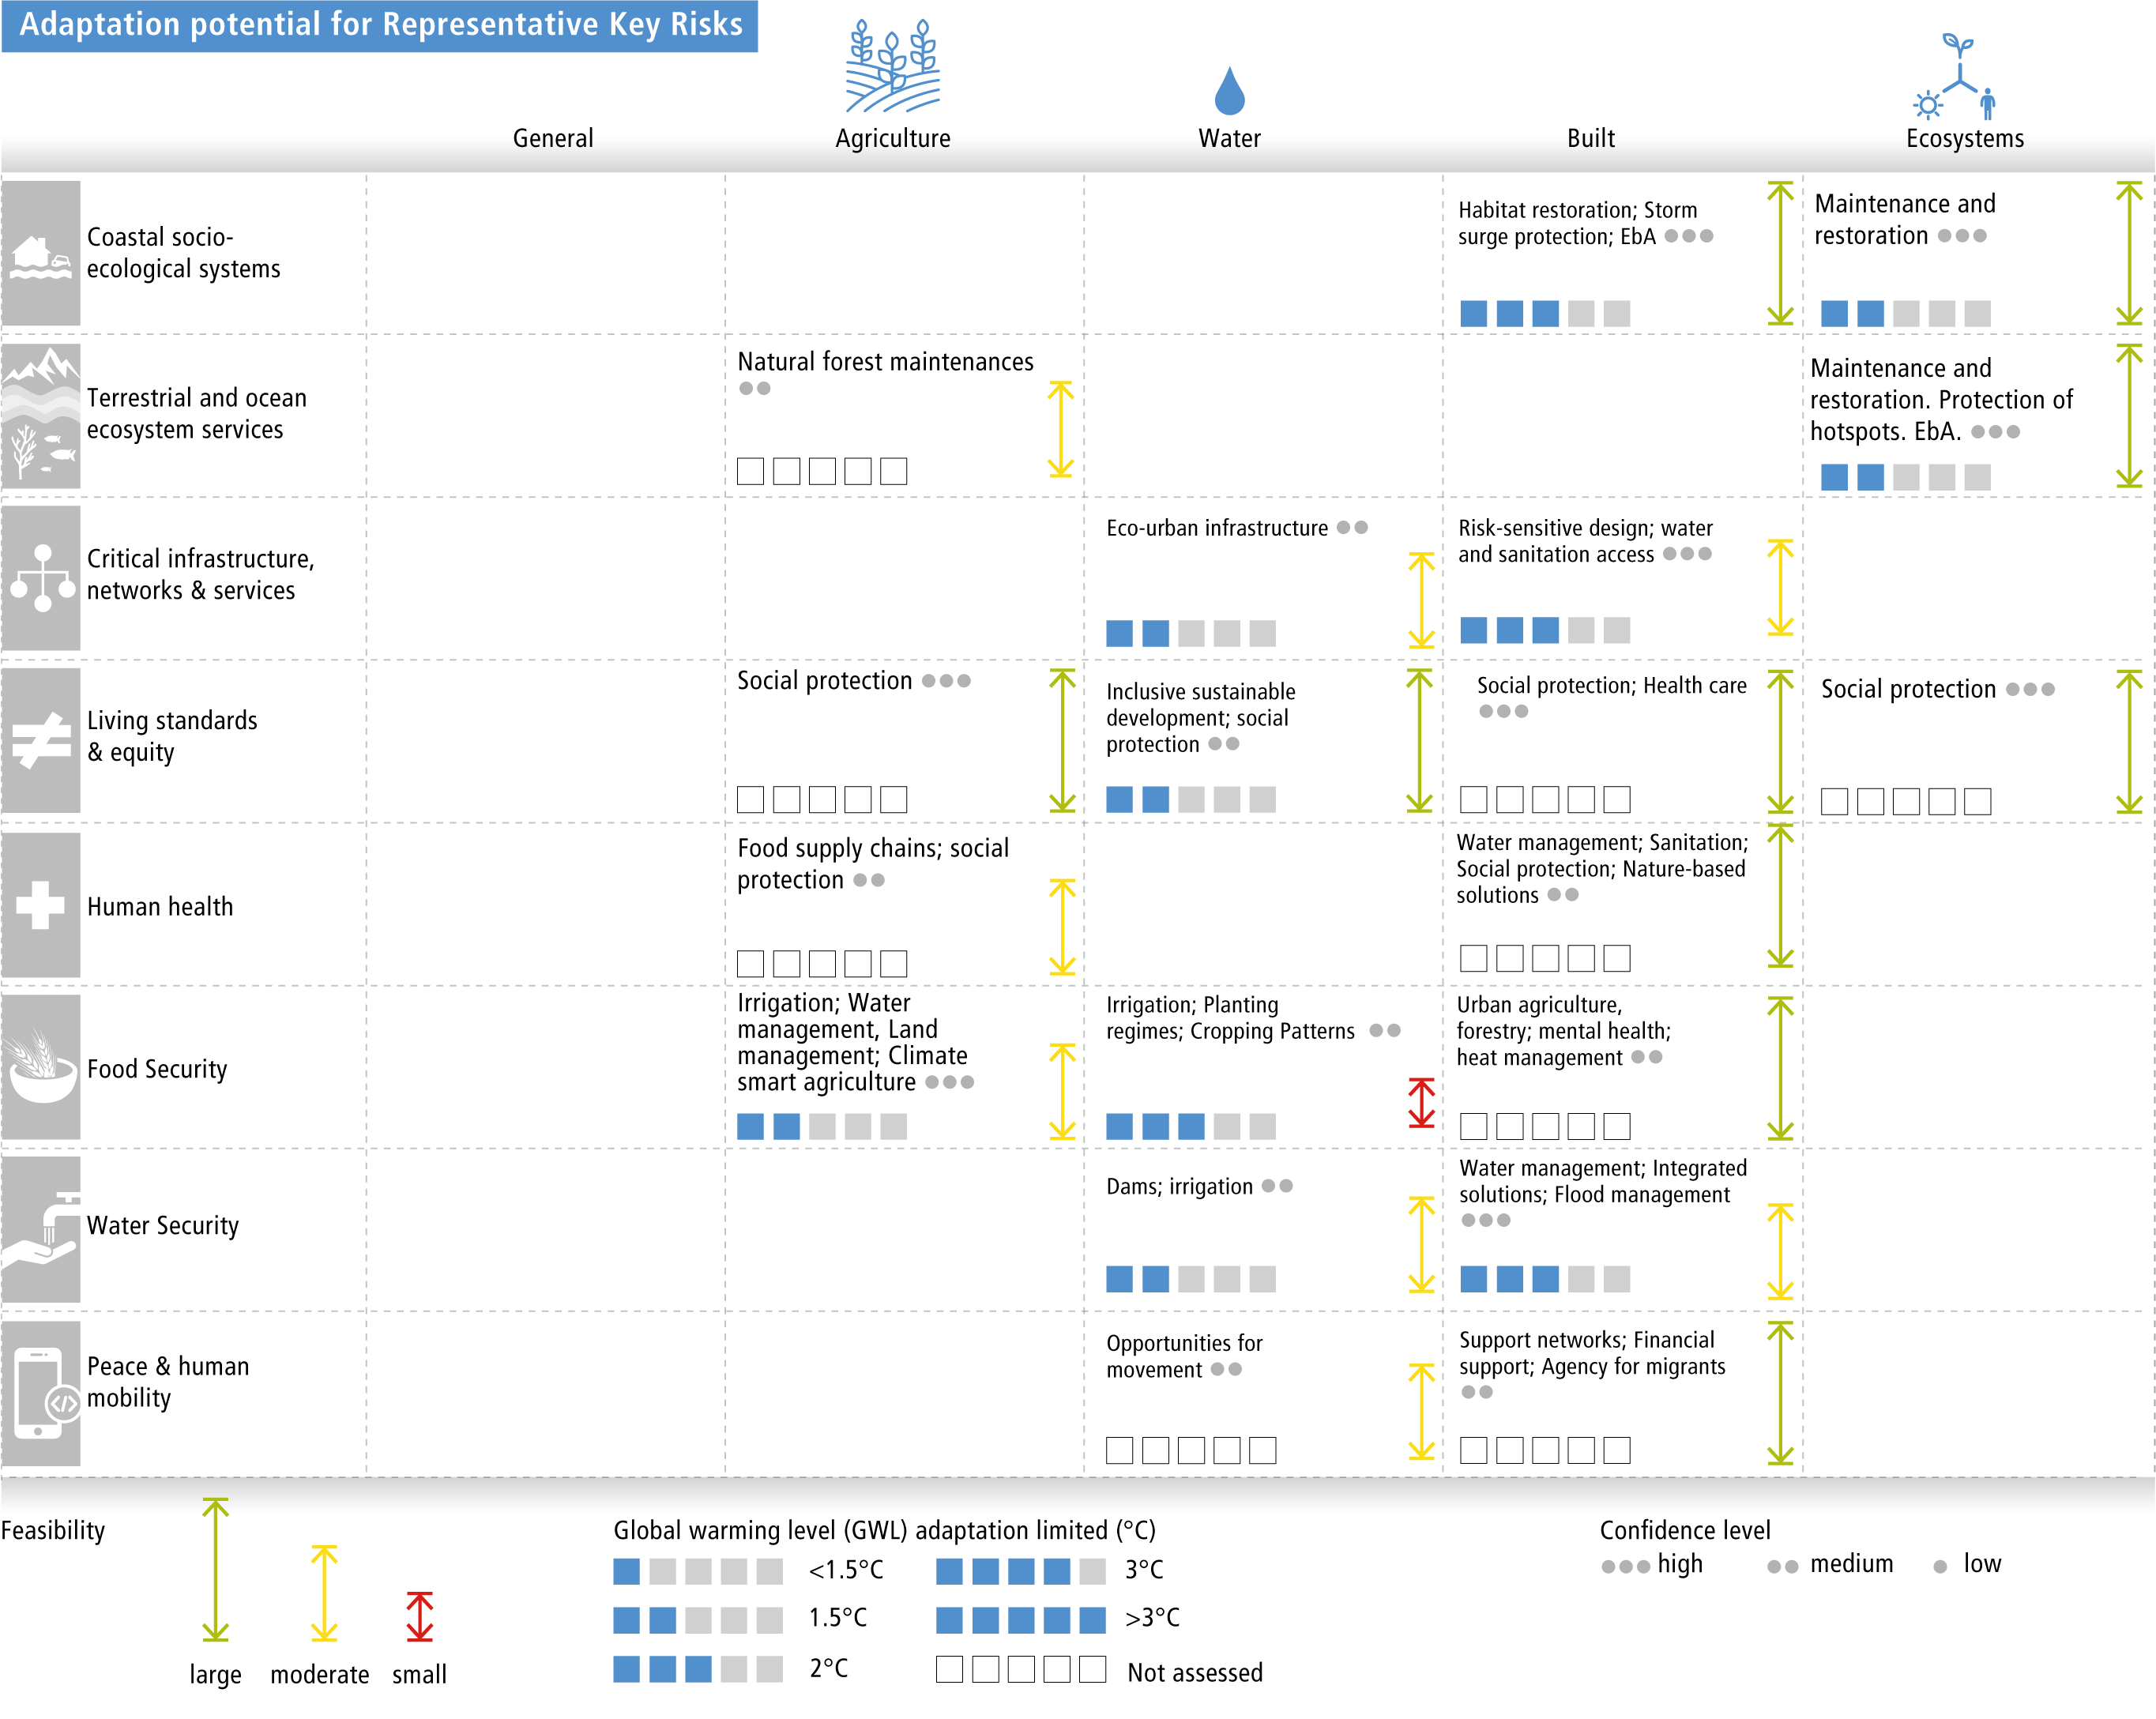 Adaptation potential for Representative Key Risks
General
Agriculture
Water
Built
Ecosystems
Coastal socio-
ecological systems
Habitat restoration; Storm
surge protection; EbA
Maintenance and
restoration
Terrestrial and ocean
ecosystem services
Natural forest maintenances
Maintenance and
restoration. Protection of
hotspots. EbA.
Critical infrastructure,
networks & services
Eco-urban infrastructure
Risk-sensitive design; water
and sanitation access
Living standards
& equity
Social protection
Inclusive sustainable
development; social
protection
Social protection; Health care
Social protection
Human health
Food supply chains; social
protection
Water management; Sanitation;
Social protection; Nature-based
solutions
Food Security
Irrigation; Water
management, Land
management; Climate
smart agriculture
Irrigation; Planting
regimes; Cropping Patterns
Urban agriculture,
forestry; mental health;
heat management
Water Security
Dams; irrigation
Water management; Integrated
solutions; Flood management
Peace & human
mobility
</>
Opportunities for
movement
Support networks; Financial
support; Agency for migrants
Feasibility
large
moderate
small
Global warming level (GWL) adaptation limited (°C)
<1.5°C
1.5°C
2°C
3°C
>3°C
Not assessed
Confidence level
high
medium
low